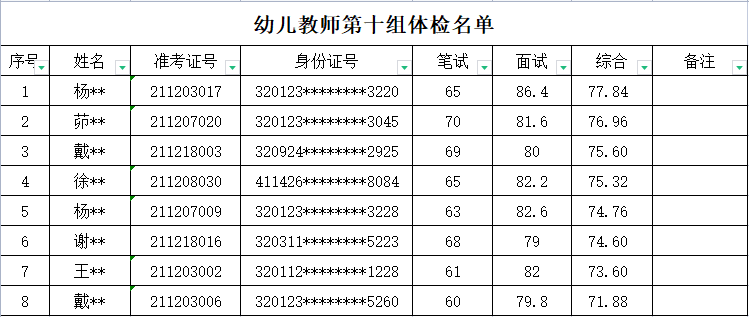 幼儿教师第十组体检名单
序号 姓名 准考证号 身份证号 笔试 面试 综合 备注
1 杨** 211203017 320123********3220 65 86.4 77.84
2 茆** 211207020 320123********3045 70 81.6 76.96
3 戴** 211218003 320924********2925 69 80 75.60
4 徐** 211208030 411426********8084 65 82.2 75.32
5 杨** 211207009 320123********3228 63 82.6 74.76
6 谢** 211218016 320311********5223 68 79 74.60
7 王** 211203002 320112********1228 61 82 73.60
8 戴** 211203006 320123********5260 60 79.8 71.88